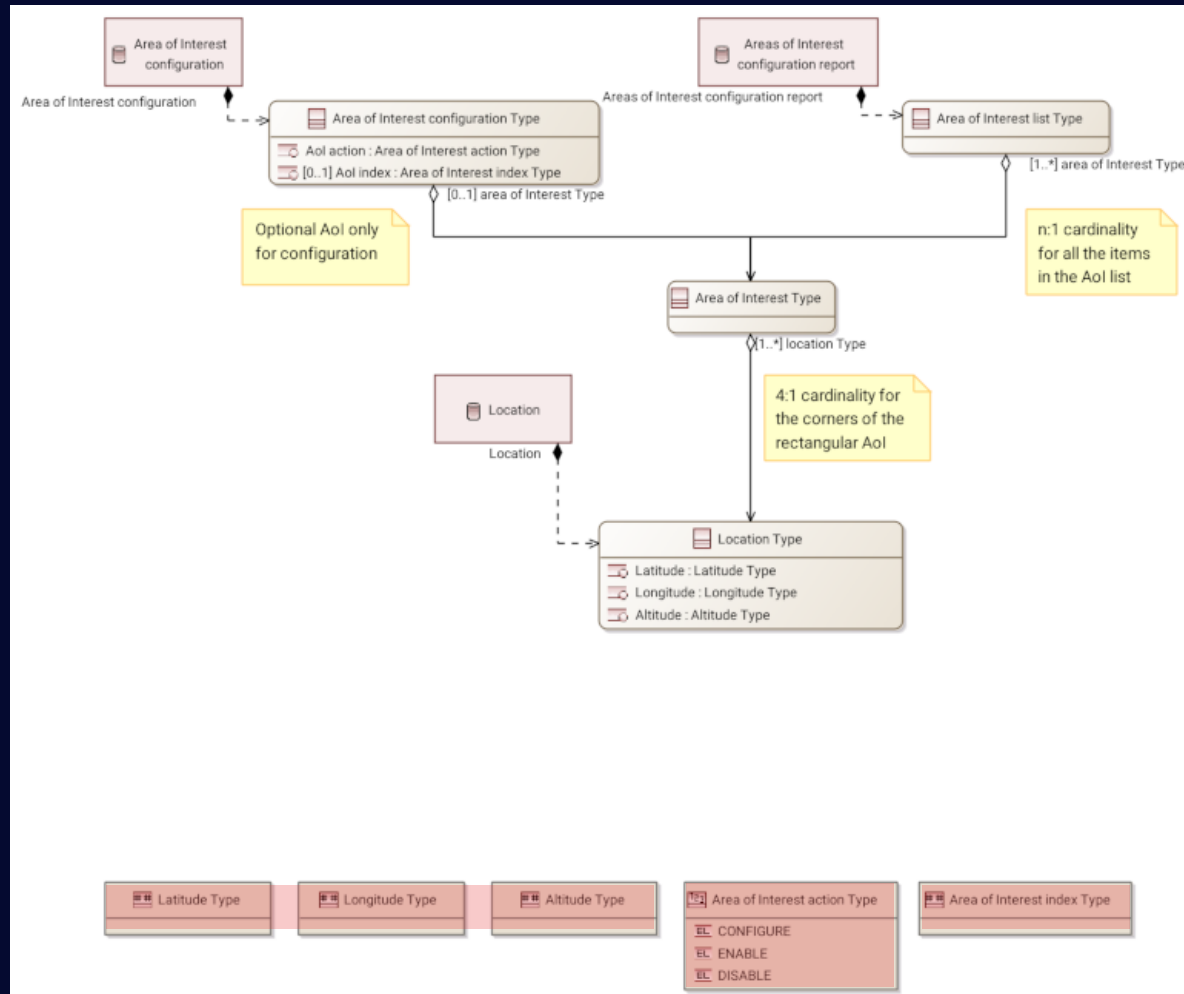 Area of Interest
configuration
Areas of Interest
configuration report
Area of Interest configuration
Areas of Interest configuration report
Area of Interest configuration Type
AoI action : Area of Interest action Type
[0..1] AoI index : Area of Interest index Type
Area of Interest list Type
[1..*] area of Interest Type
[0..1] area of Interest Type
Optional AoI only
for configuration
n:1 cardinality
for all the items
in the AoI list
Area of Interest Type
[1..*] location Type
4:1 cardinality for
the corners of the
rectangular AoI
Location
Location
Location Type
Latitude : Latitude Type
Longitude : Longitude Type
Altitude : Altitude Type
Latitude Type
Longitude Type
Altitude Type
Area of Interest action Type
EL CONFIGURE
EL ENABLE
EL DISABLE
Area of Interest index Type